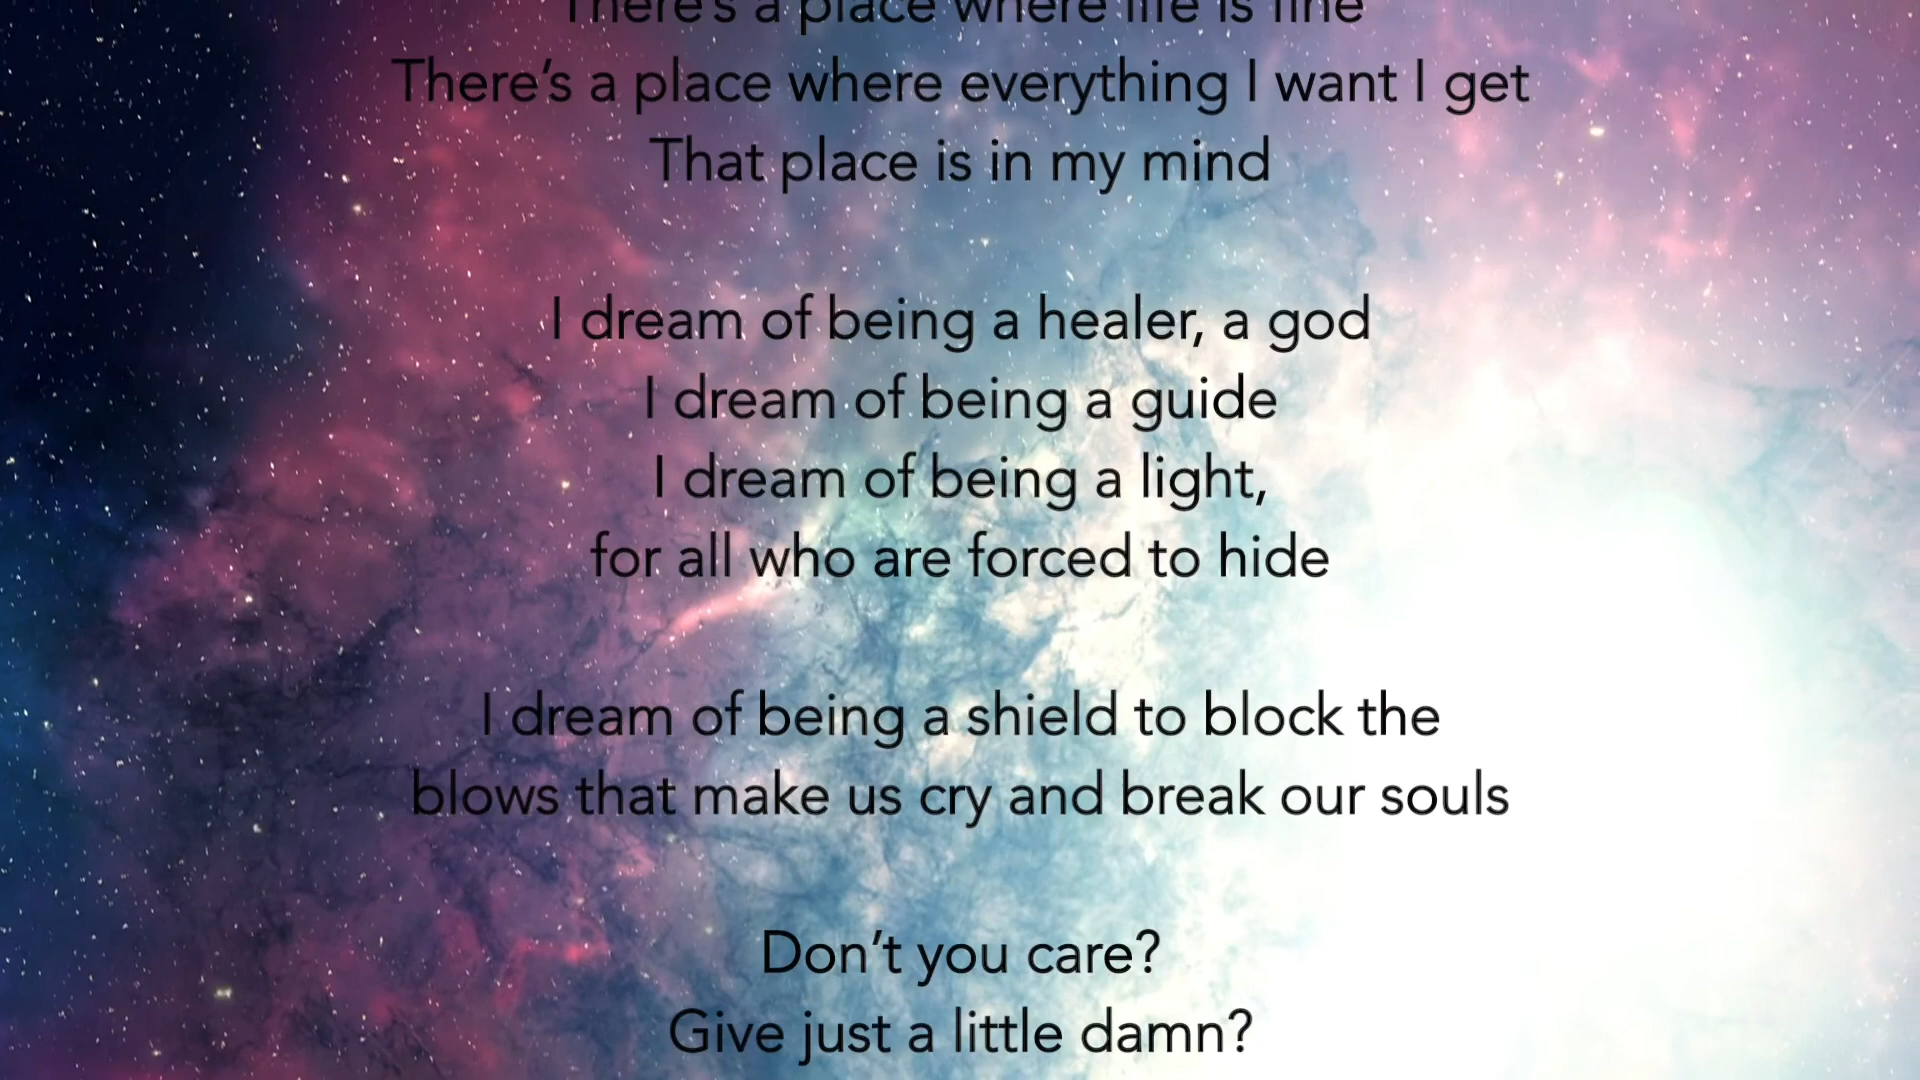 There's a place where life is fine
There’s a place where everything I want I get
That place is in my mind
I dream of being a healer, a god
I dream of being a guide
I dream of being a light,
for all who are forced to hide
I dream of being a shield to block the
blows that make us cry and break our souls
Don’t you care?
Give just a little damn?